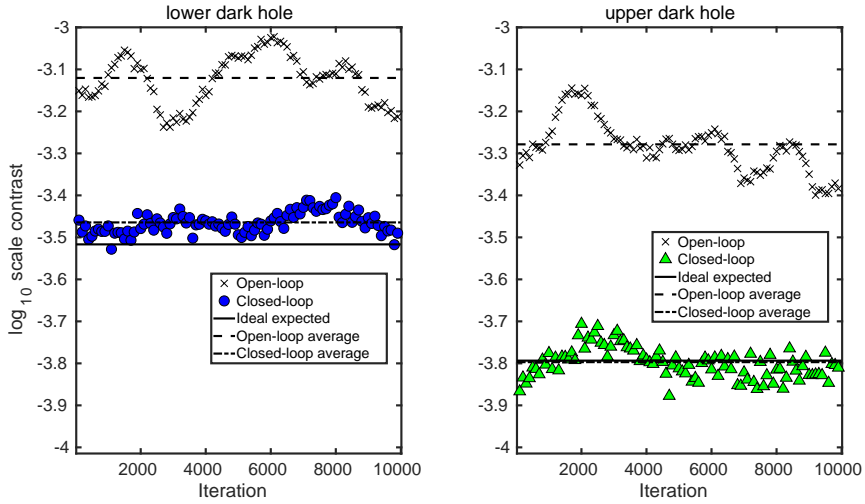 lower dark hole
log10 scale contrast
-3
-3.1
-3.2
-3.3
-3.4
-3.5
-3.6
-3.7
-3.8
-3.9
-4
Open-loop
Closed-loop
Ideal expected
Open-loop average
Closed-loop average
2000 4000 6000 8000 10000
Iteration
upper dark hole
-3
-3.1
-3.2
-3.3
-3.4
-3.5
-3.6
-3.7
-3.8
-3.9
-4
Open-loop
Closed-loop
Ideal expected
Open-loop average
Closed-loop average
2000 4000 6000 8000 10000
Iteration